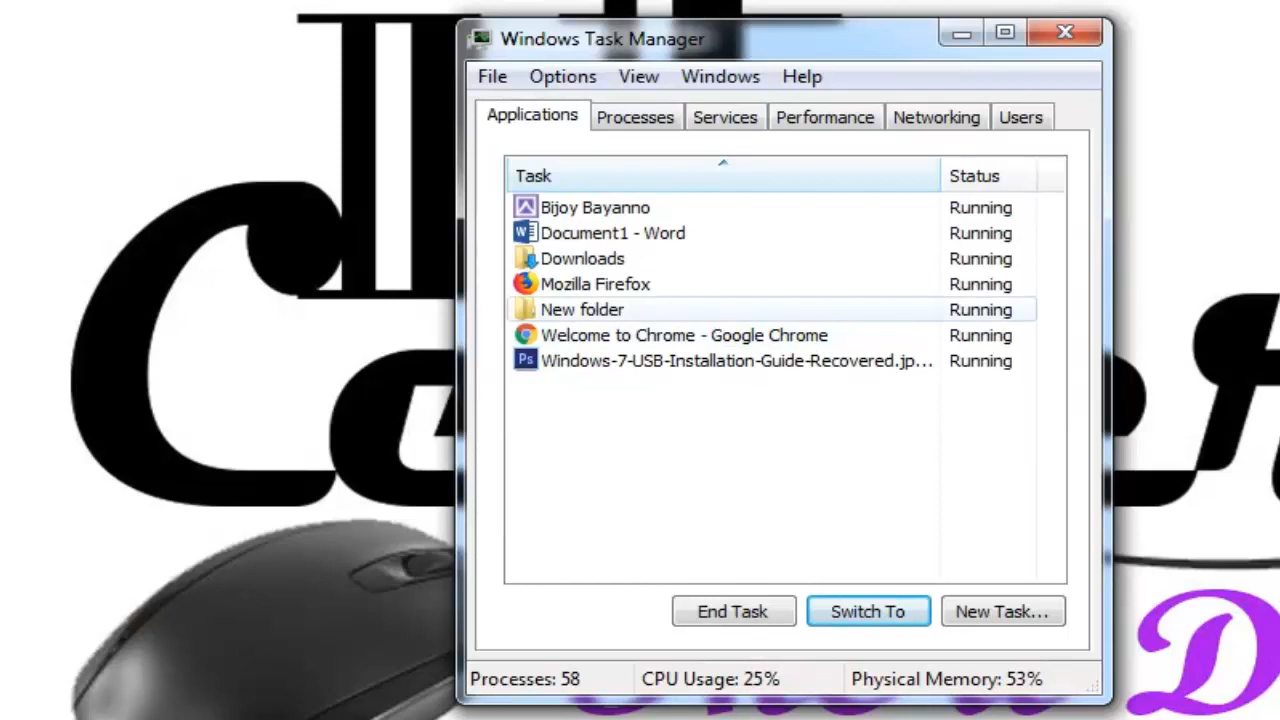 Windows Task Manager
File Options View Windows Help
Applications Processes Services Performance Networking Users
Task Status
Bijoy Bayanno Running
Document1 - Word Running
Downloads Running
Mozilla Firefox Running
New folder Running
Welcome to Chrome - Google Chrome Running
Ps Windows-7-USB-Installation-Guide-Recovered.jp... Running
End Task Switch To New Task...
Processes: 58 CPU Usage: 25% Physical Memory: 53%